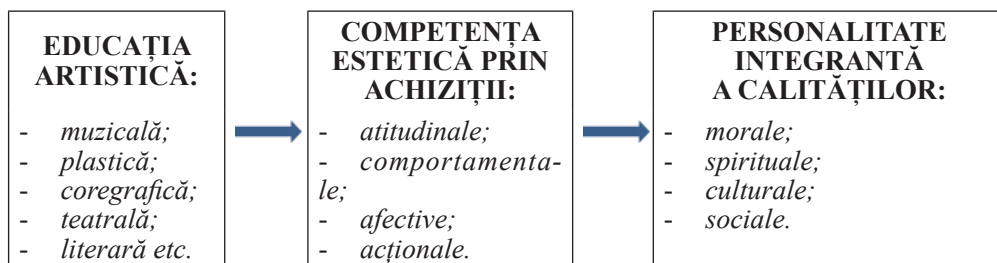 EDUCAȚIA
ARTISTICĂ:
- muzicală;
- plastică;
- coregrafică;
- teatrală;
- literară etc.
COMPETENȚA
ESTETICĂ PRIN
ACHIZIȚII:
- atitudinale;
- comportamenta-
le;
- afective;
- acționale.
PERSONALITATE
INTEGRANTĂ
A CALITĂȚILOR:
- morale;
- spirituale;
- culturale;
- sociale.